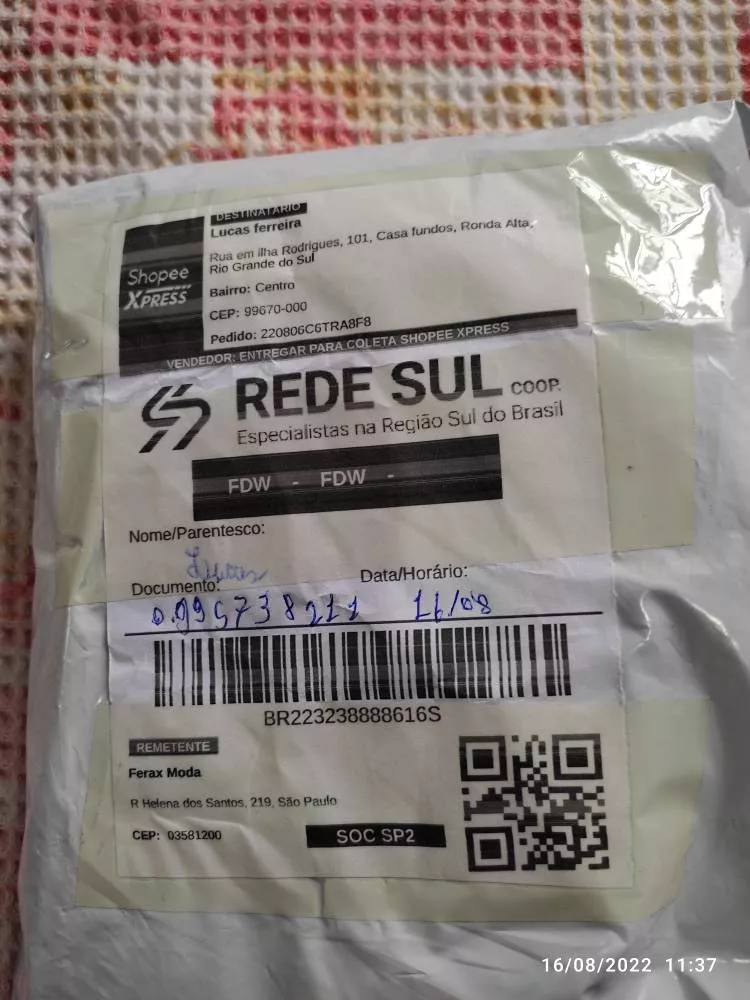 DESTINATÁRIO
Lucas ferreira
Rua em ilha Rodrigues, 101, Casa fundos, Ronda Alta,
Rio Grande do Sul
Bairro: Centro
CEP: 99670-000
Pedido: 220806C6TRA8F8
Shopee
XPRESS
VENDEDOR: ENTREGAR PARA COLETA SHOPEE XPRESS
REDE SUL COOP.
Especialistas na Região Sul do Brasil
FDW - FDW -
Nome/Parentesco:
Lucas
Documento: Data/Horário:
0.995738211 16/08
BR223238888616S
REMETENTE
Ferax Moda
R Helena dos Santos, 219, São Paulo
CEP: 03581200
SOC SP2
16/08/2022 11:37